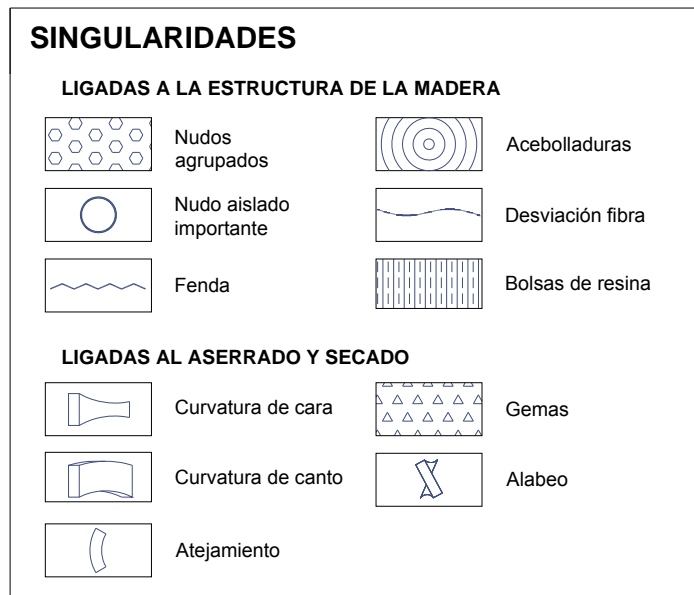 SINGULARIDADES
LIGADAS A LA ESTRUCTURA DE LA MADERA
Nudos
agrupados
Acebolladuras
Nudo aislado
importante
Desviación fibra
Fenda
Bolsas de resina
LIGADAS AL ASERRADO Y SECADO
Curvatura de cara
Gemas
Curvatura de canto
Alabeo
Atejamiento